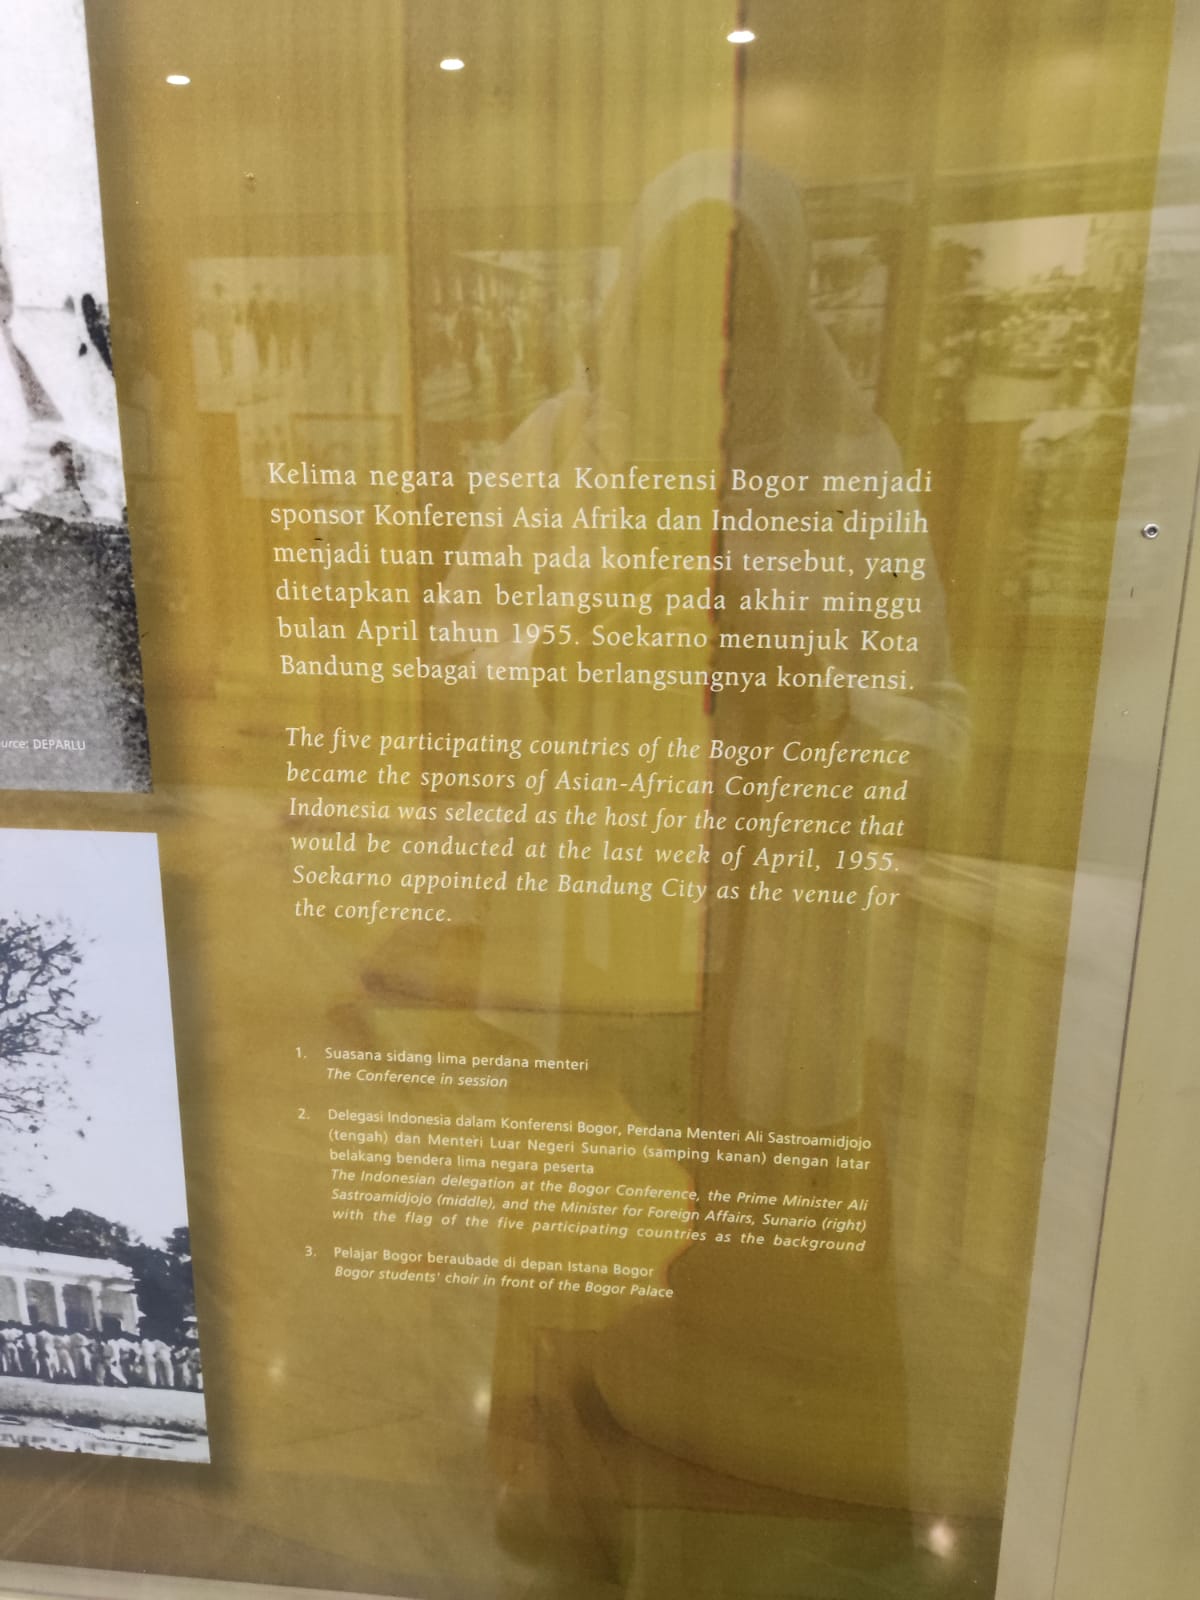 Kelima negara peserta Konferensi Bogor menjadi
sponsor Konferensi Asia Afrika dan Indonesia dipilih
menjadi tuan rumah pada konferensi tersebut, yang
ditetapkan akan berlangsung pada akhir minggu
bulan April tahun 1955. Soekarno menunjuk Kota
Bandung sebagai tempat berlangsungnya konferensi.
urce: DEPARLU
The five participating countries of the Bogor Conference
became the sponsors of Asian-African Conference and
Indonesia was selected as the host for the conference that
would be conducted at the last week of April, 1955.
Soekarno appointed the Bandung City as the venue for
the conference.
1. Suasana sidang lima perdana menteri
The Conference in session
2. Delegasi Indonesia dalam Konferensi Bogor, Perdana Menteri Ali Sastroamidjojo
(tengah) dan Menteri Luar Negeri Sunario (samping kanan) dengan latar
belakang bendera lima negara peserta
The Indonesian delegation at the Bogor Conference, the Prime Minister Ali
Sastroamidjojo (middle), and the Minister for Foreign Affairs, Sunario (right)
with the flag of the five participating countries as the background
3. Pelajar Bogor beraubade di depan Istana Bogor
Bogor students' choir in front of the Bogor Palace